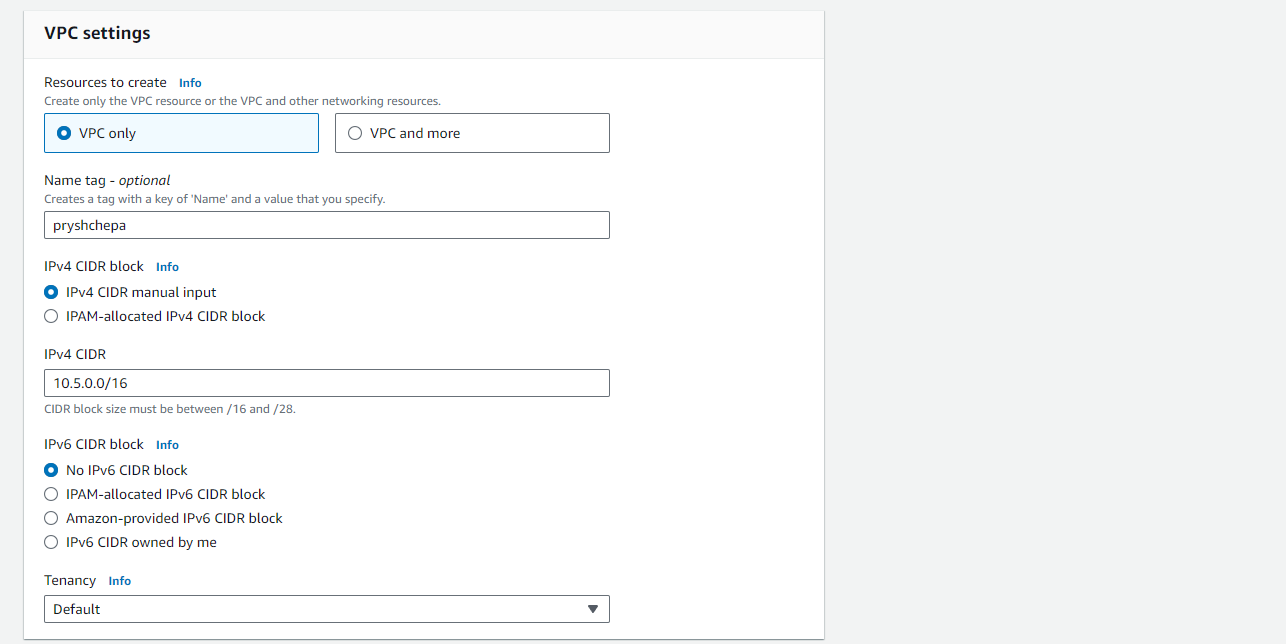 VPC settings
Resources to create Info
Create only the VPC resource or the VPC and other networking resources.
VPC only VPC and more
Name tag - optional
Creates a tag with a key of 'Name' and a value that you specify.
pryshchepa
IPv4 CIDR block Info
IPv4 CIDR manual input
IPAM-allocated IPv4 CIDR block
IPv4 CIDR
10.5.0.0/16
CIDR block size must be between /16 and /28.
IPv6 CIDR block Info
No IPv6 CIDR block
IPAM-allocated IPv6 CIDR block
Amazon-provided IPv6 CIDR block
IPv6 CIDR owned by me
Tenancy Info
Default